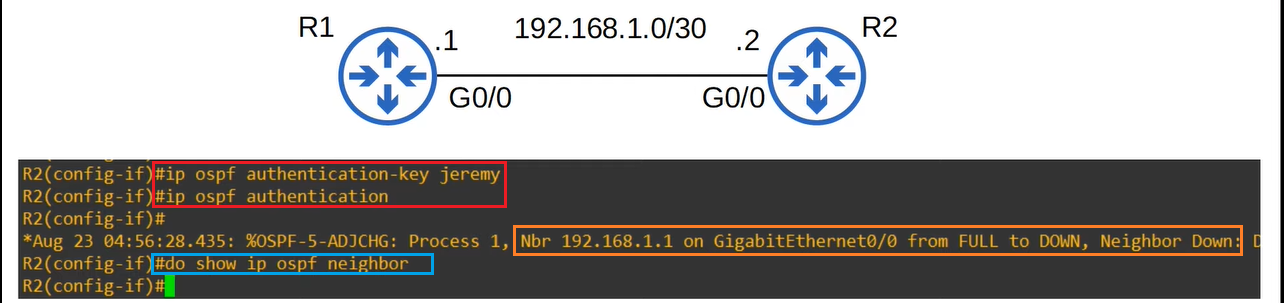 R1 192.168.1.0/30 R2
.1 .2
G0/0 G0/0
R2(config-if)#ip ospf authentication-key jeremy
R2(config-if)#ip ospf authentication
R2(config-if)#
*Aug 23 04:56:28.435: %OSPF-5-ADJCHG: Process 1, Nbr 192.168.1.1 on GigabitEthernet0/0 from FULL to DOWN, Neighbor Down: D
R2(config-if)#do show ip ospf neighbor
R2(config-if)#